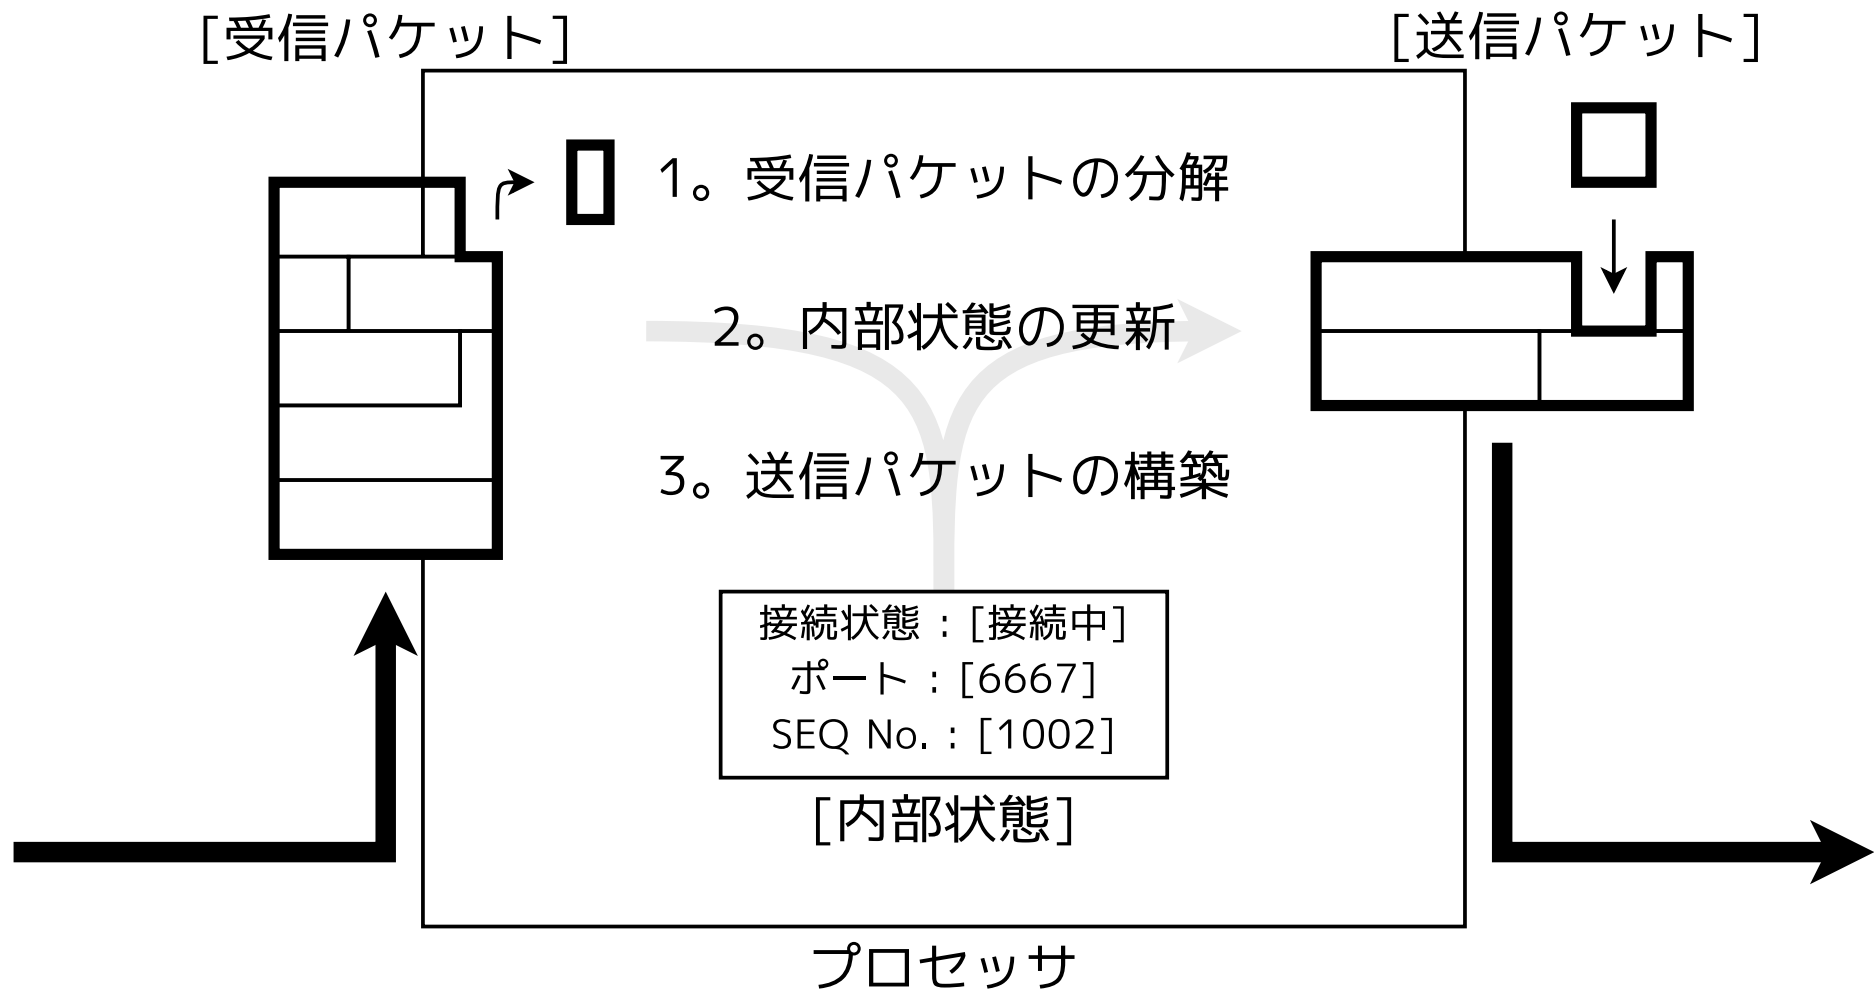 [受信パケット]
[送信パケット]
1。受信パケットの分解
2。内部状態の更新
3。送信パケットの構築
接続状態 : [接続中]
ポート : [6667]
SEQ No. : [1002]
[内部状態]
プロセッサ